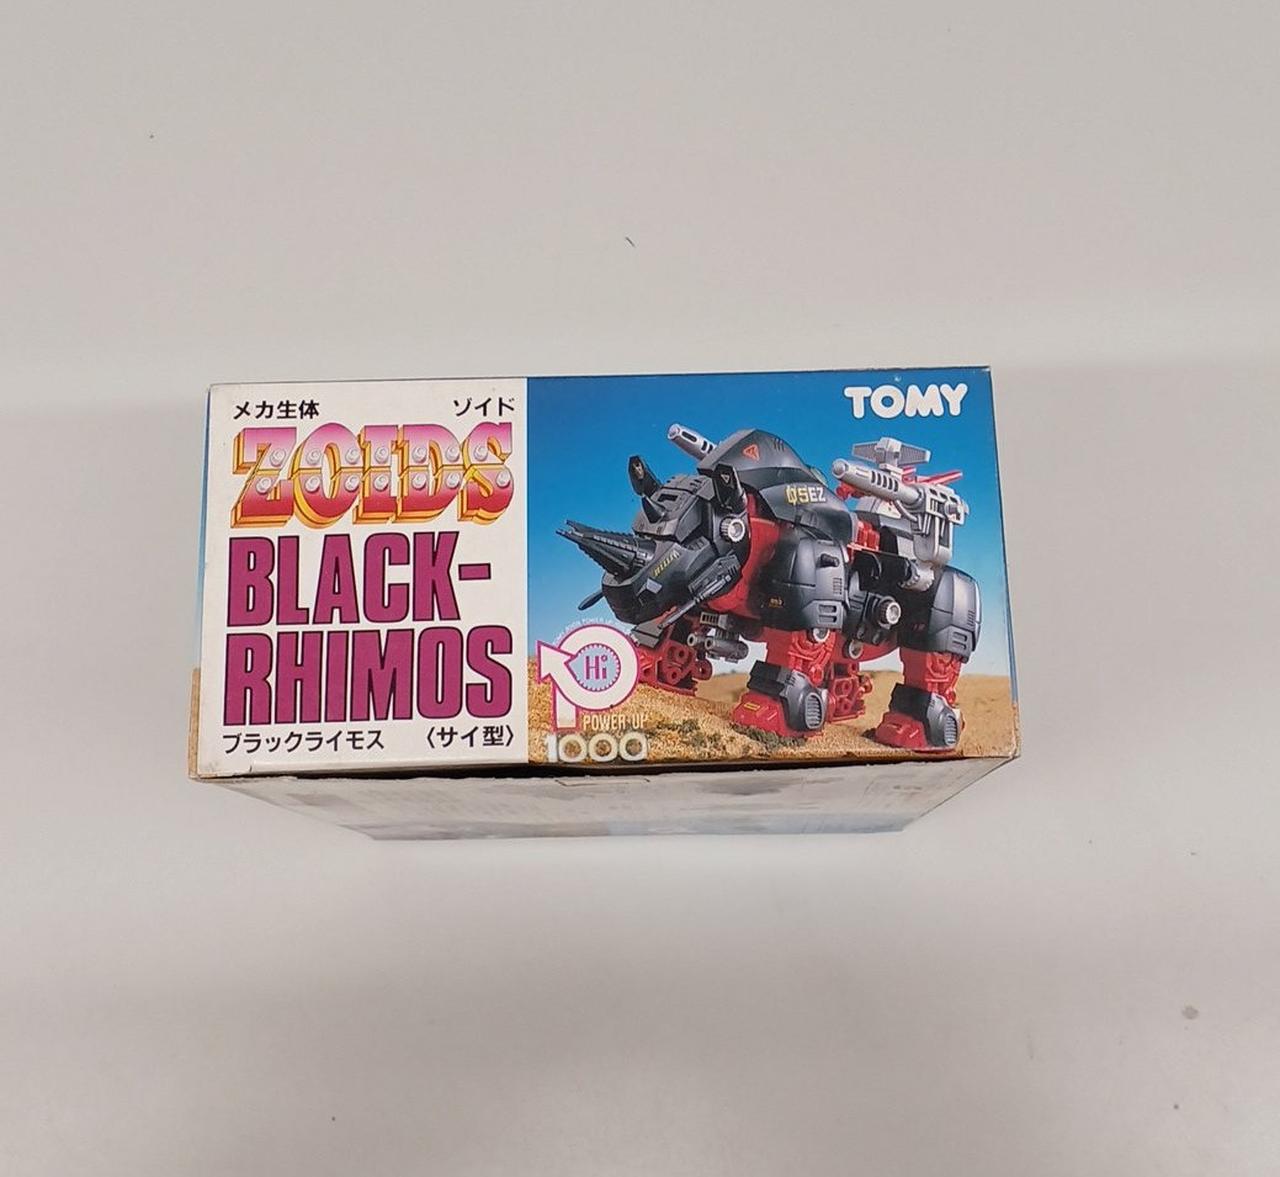 メカ生体 ゾイド
ZOIDS
BLACK-
RHIMOS
ブラックライモス 〈サイ型〉
TOMY
Hi
POWER-UP
1000